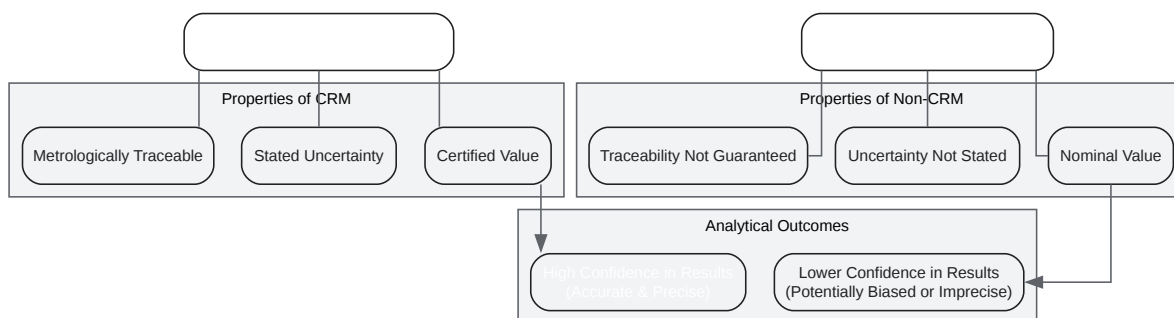 Properties of CRM
Properties of Non-CRM
Metrologically Traceable
Stated Uncertainty
Certified Value
Traceability Not Guaranteed
Uncertainty Not Stated
Nominal Value
Analytical Outcomes
High Confidence in Results
(Accurate & Precise)
Lower Confidence in Results
(Potentially Biased or Imprecise)